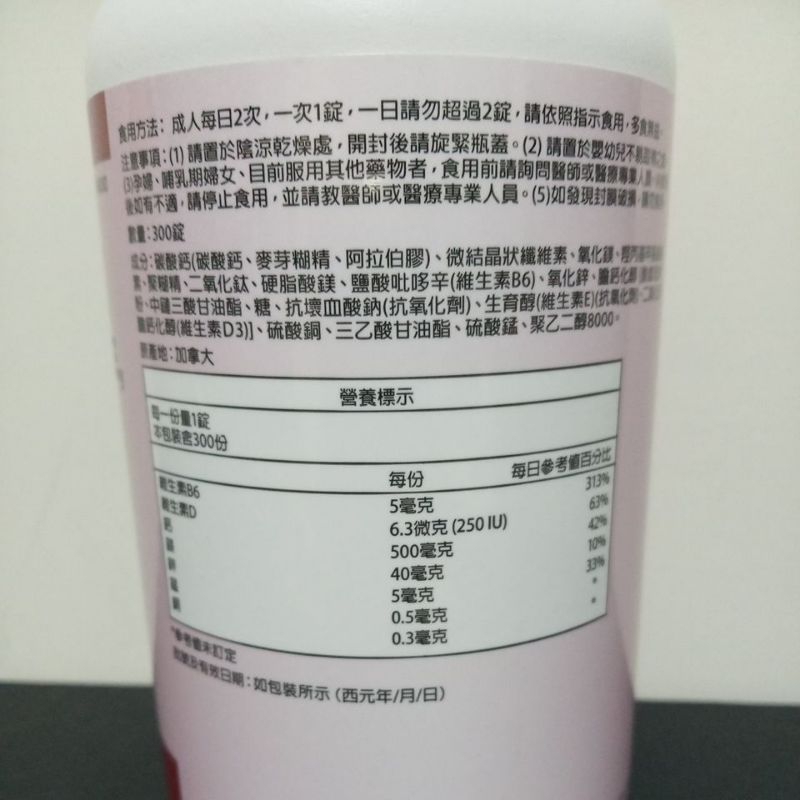 食用方法：成人每日2次，一次1錠，一日請勿超過2錠，請依照指示食用，多食無益
注意事項：(1) 請置於陰涼乾燥處，開封後請旋緊瓶蓋。(2) 請置於嬰幼兒不
(3)孕婦、哺乳期婦女、目前服用其他藥物者，食用前請詢問醫師或醫療專業人員。
後如有不適，請停止食用，並請教醫師或醫療專業人員。(5)如發現封膜破損，
數量：300錠
成分：碳酸鈣(碳酸鈣、麥芽糊精、阿拉伯膠)、微結晶狀纖維素、氧化鎂、
素、聚糊精、二氧化鈦、硬脂酸鎂、鹽酸吡哆辛(維生素B6)、氧化鋅、
粉、中鏈三酸甘油酯、糖、抗壞血酸鈉(抗氧化劑)、生育醇(維生素E)(抗氧化劑)、
膽鈣化醇(維生素D3)]、硫酸銅、三乙酸甘油酯、硫酸錳、聚乙二醇8000。
原產地：加拿大
營養標示
每一份量1錠
本包裝含300份
每份 每日參考值百分比
維生素B6 5毫克 313%
維生素D 6.3微克 (250 IU) 63%
鈣 500毫克 42%
鎂 40毫克 10%
鋅 5毫克 33%
錳 0.5毫克 *
銅 0.3毫克 *
*參考值未訂定
批號及有效日期：如包裝所示 (西元年/月/日)